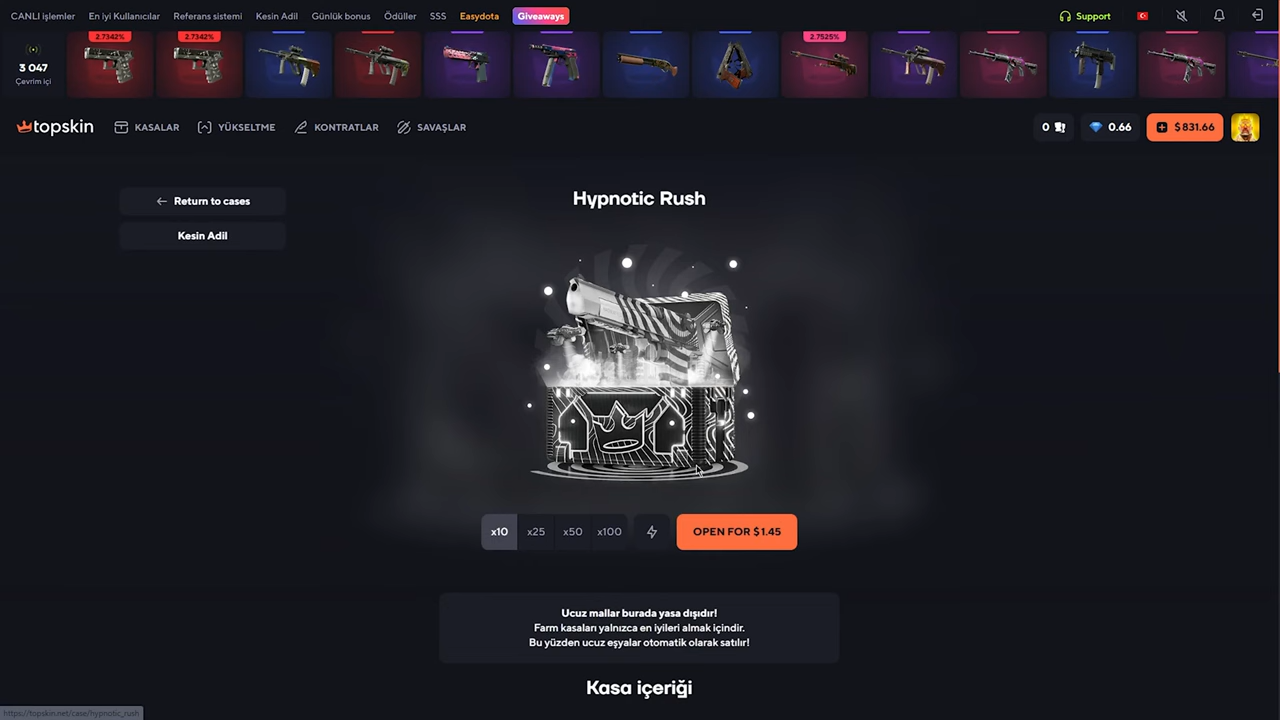 CANLI işlemler
En iyi Kullanıcılar
Referans sistemi
Kesin Adil
Günlük bonus
Ödüller
SSS
Easydota
Giveaways
Support
3 047
Çevrim içi
2.7342%
2.7342%
2.7525%
topskin
KASALAR
YÜKSELTME
KONTRATLAR
SAVAŞLAR
0
0.66
$ 831.66
Return to cases
Kesin Adil
Hypnotic Rush
x10
x25
x50
x100
OPEN FOR $ 1.45
Ucuz mallar burada yasa dışıdır!
Farm kasaları yalnızca en iyileri almak içindir.
Bu yüzden ucuz eşyalar otomatik olarak satılır!
Kasa içeriği
https://topskin.net/case/hypnotic_rush